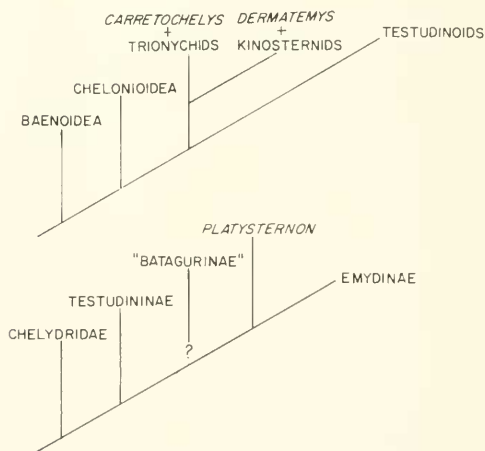 CARRETOCHELYS
+
TRIONYCHIDS
DERMATEMYS
+
KINOSTERNIDS
TESTUDINOIDS
CHELONIOIDEA
BAENOIDEA
PLATYSTERNON
"BATAGURINAE"
EMYDINAE
TESTUDININAE
CHELYDRIDAE
?